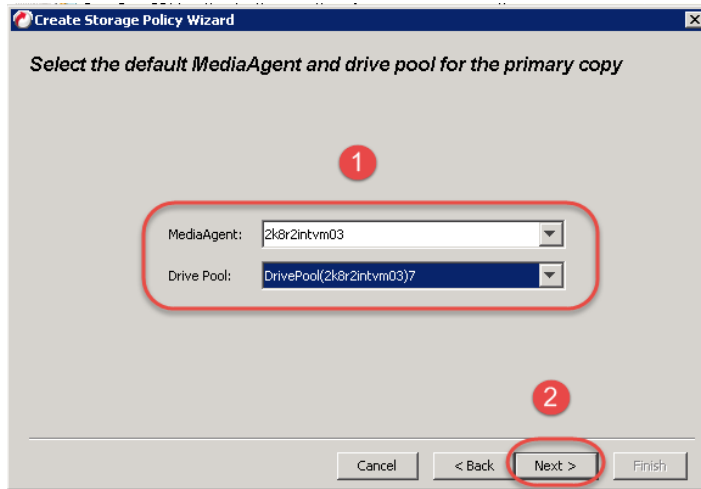 Create Storage Policy Wizard
Select the default MediaAgent and drive pool for the primary copy
1
MediaAgent: 2k8r2intvm03
Drive Pool: DrivePool(2k8r2intvm03)7
2
Cancel < Back Next > Finish